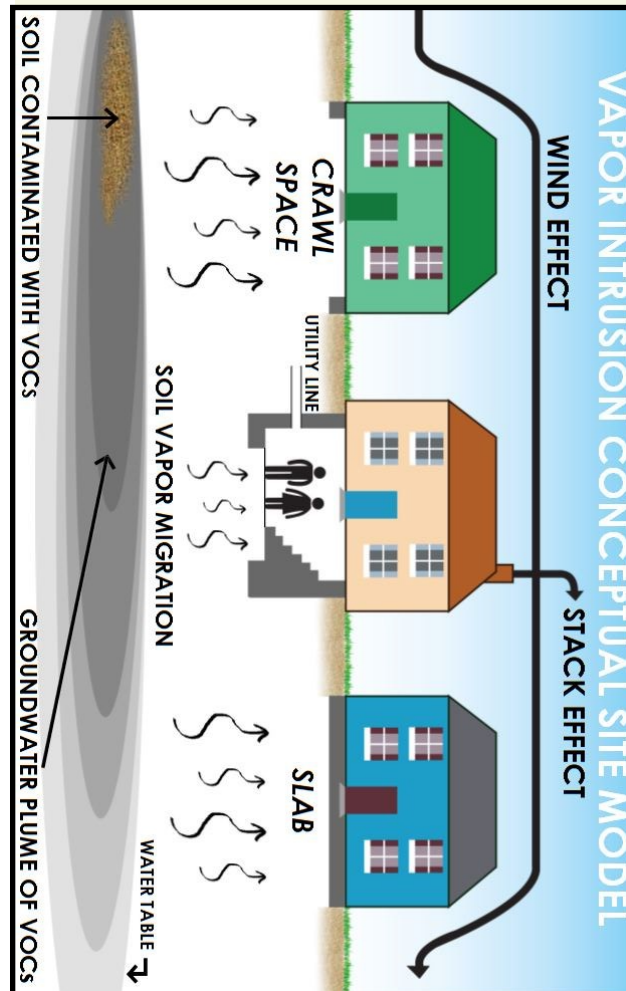 VAPOR INTRUSION CONCEPTUAL SITE MODEL
WIND EFFECT
STACK EFFECT
CRAWL
SPACE
UTILITY LINE
SLAB
SOIL VAPOR MIGRATION
WATER TABLE
SOIL CONTAMINATED WITH VOCs
GROUNDWATER PLUME OF VOCs